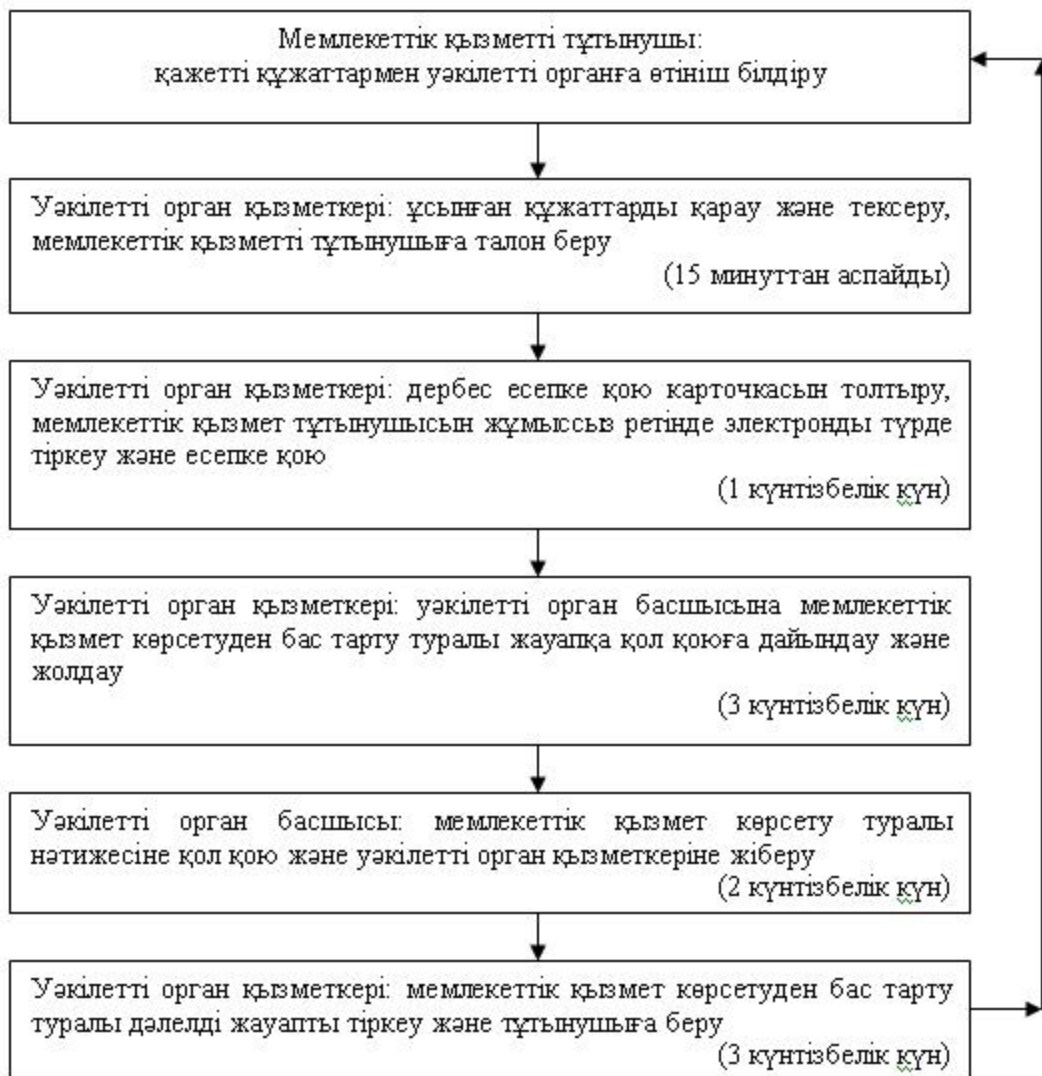 Мемлекеттік қызметті тұтынушы:
қажетті құжаттармен уәкілетті органға өтініш білдіру
Уәкілетті орган қызметкері: ұсынған құжаттарды қарау және тексеру,
мемлекеттік қызметті тұтынушыға талон беру
(15 минуттан аспайды)
Уәкілетті орган қызметкері: дербес есепке қою карточкасын толтыру,
мемлекеттік қызмет тұтынушысын жұмыссыз ретінде электронды түрде
тіркеу және есепке қою
(1 күнтізбелік күн)
Уәкілетті орган қызметкері: уәкілетті орган басшысына мемлекеттік
қызмет көрсетуден бас тарту туралы жауапқа қол қоюға дайындау және
жолдау
(3 күнтізбелік күн)
Уәкілетті орган басшысы: мемлекеттік қызмет көрсету туралы
нәтижесіне қол қою және уәкілетті орган қызметкеріне жіберу
(2 күнтізбелік күн)
Уәкілетті орган қызметкері: мемлекеттік қызмет көрсетуден бас тарту
туралы дәлелді жауапты тіркеу және тұтынушыға беру
(3 күнтізбелік күн)